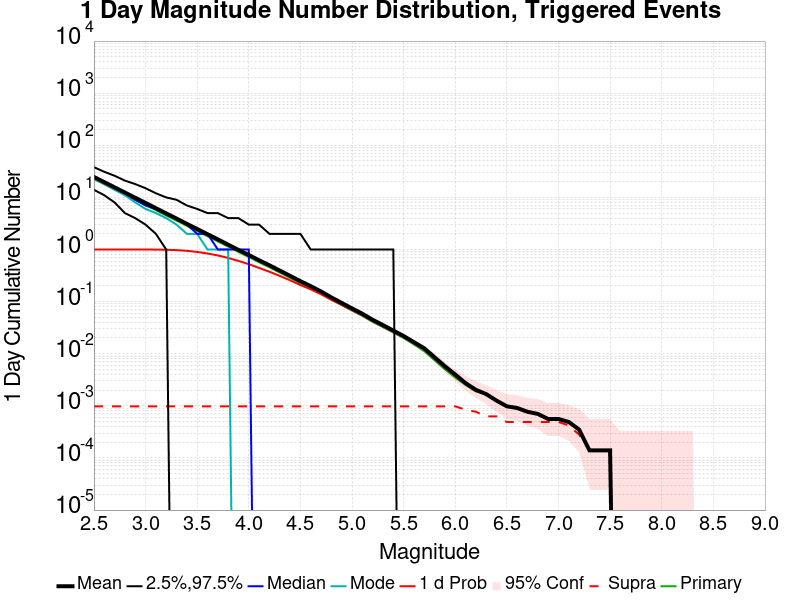 1 Day Magnitude Number Distribution, Triggered Events
10^4
10^3
10^2
10^1
10^0
10^-1
10^-2
10^-3
10^-4
10^-5
1 Day Cumulative Number
2.5 3.0 3.5 4.0 4.5 5.0 5.5 6.0 6.5 7.0 7.5 8.0 8.5 9.0
Magnitude
Mean 2.5%,97.5% Median Mode 1 d Prob 95% Conf Supra Primary